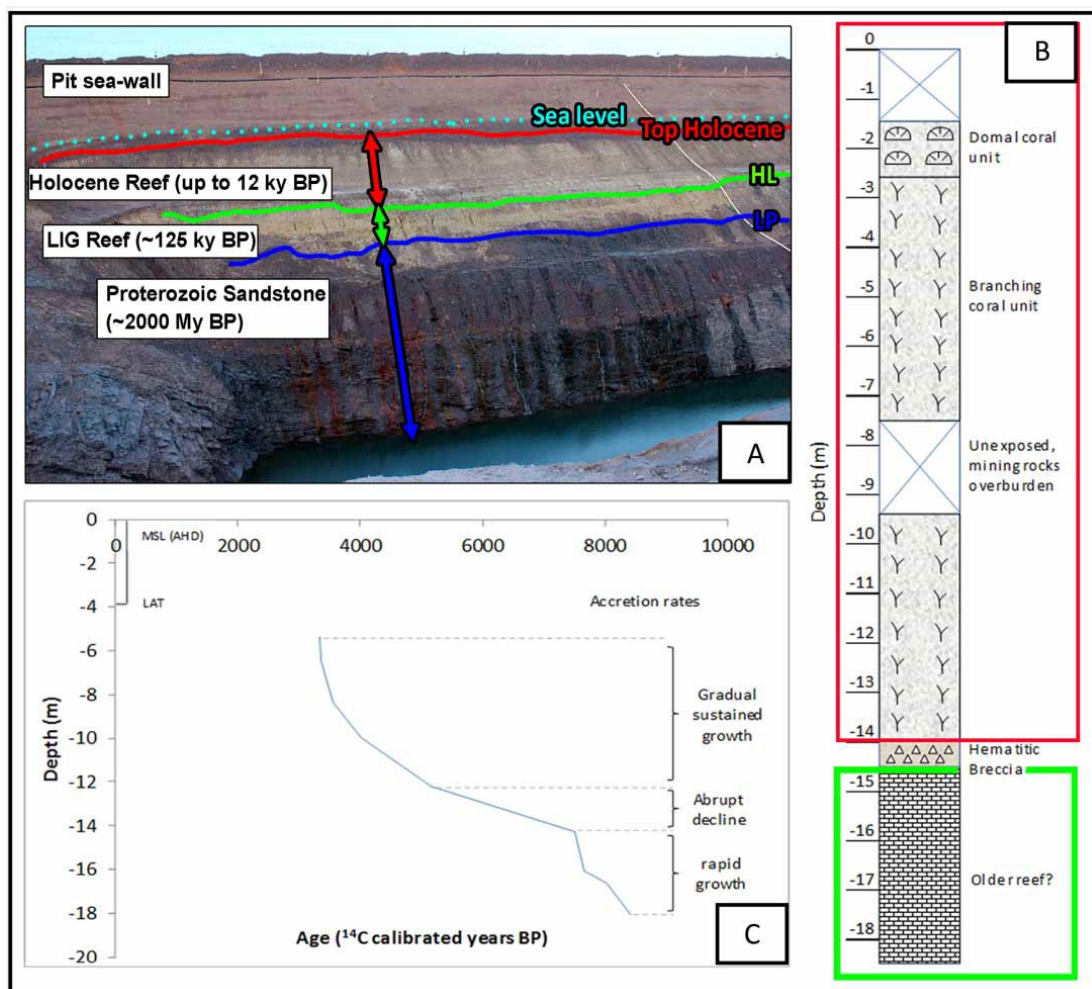 Pit sea-wall
Sea level
Top Holocene
Holocene Reef (up to 12 ky BP)
HL
LIG Reef (~125 ky BP)
LP
Proterozoic Sandstone
(~2000 My BP)
A
B
0
-1
-2
-3
-4
-5
-6
-7
-8
-9
-10
-11
-12
-13
-14
-15
-16
-17
-18
Depth (m)
Domal coral
unit
Branching
coral unit
Unexposed,
mining rocks
overburden
Hematitic
Breccia
Older reef?
0
-2
-4
-6
-8
-10
-12
-14
-16
-18
-20
Depth (m)
0
2000
4000
6000
8000
10000
MSL (AHD)
LAT
Accretion rates
Gradual
sustained
growth
Abrupt
decline
rapid
growth
Age (¹⁴C calibrated years BP)
C